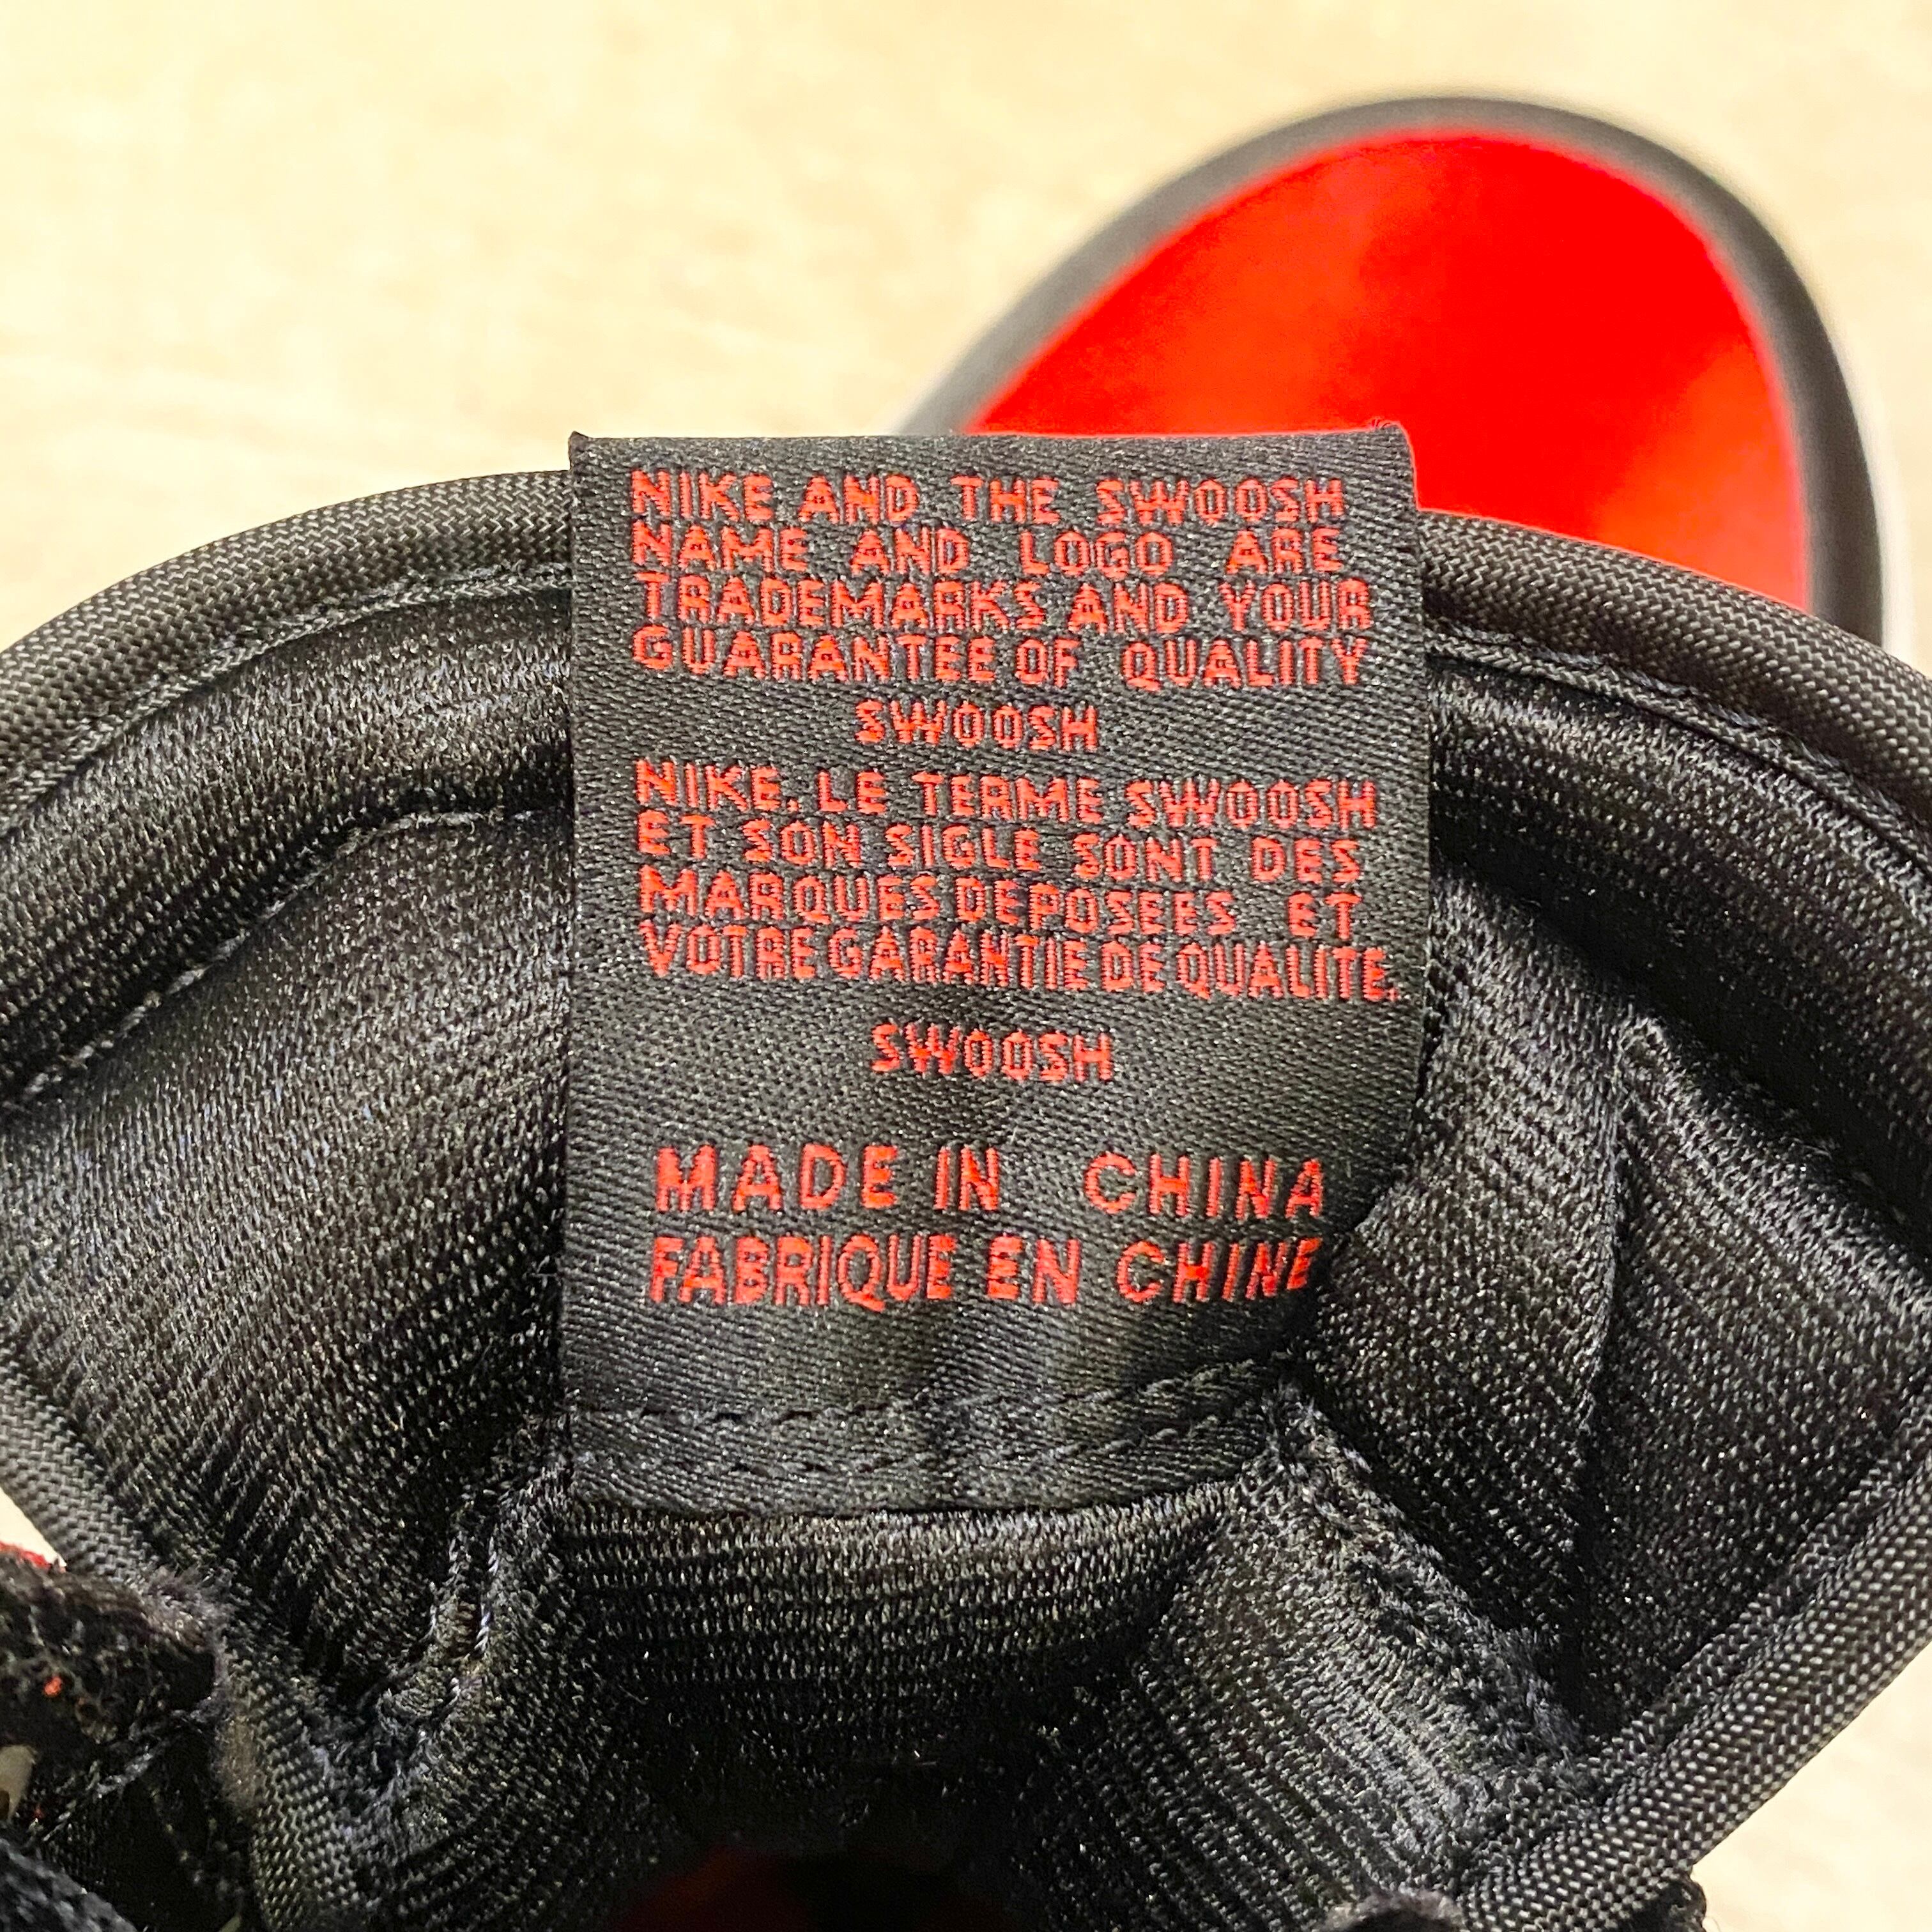 NIKE AND THE SWOOSH
NAME AND LOGO ARE
TRADEMARKS AND YOUR
GUARANTEE OF QUALITY
SWOOSH
NIKE, LE TERME SWOOSH
ET SON SIGLE SONT DES
MARQUES DEPOSEES ET
VOTRE GARANTIE DE QUALITE.
SWOOSH
MADE IN CHINA
FABRIQUE EN CHINE